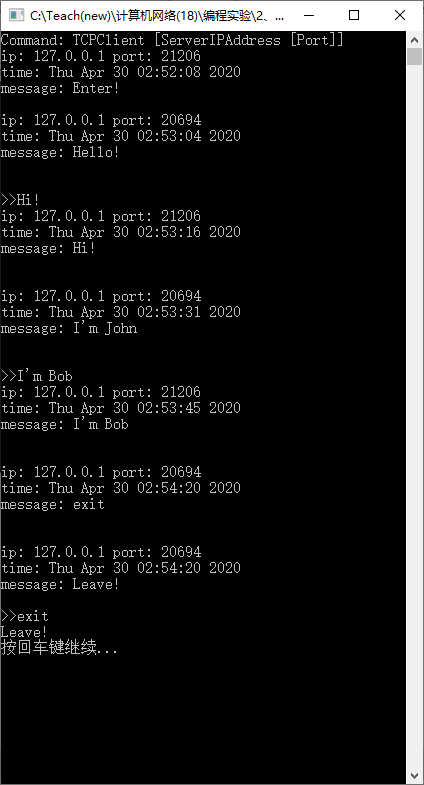 C:\Teach(new)\计算机网络(18)\编程实验\2、...
Command: TCPClient [ServerIPAddress [Port]]
ip: 127.0.0.1 port: 21206
time: Thu Apr 30 02:52:08 2020
message: Enter!
ip: 127.0.0.1 port: 20694
time: Thu Apr 30 02:53:04 2020
message: Hello!
>>Hi!
ip: 127.0.0.1 port: 21206
time: Thu Apr 30 02:53:16 2020
message: Hi!
ip: 127.0.0.1 port: 20694
time: Thu Apr 30 02:53:31 2020
message: I'm John
>>I'm Bob
ip: 127.0.0.1 port: 21206
time: Thu Apr 30 02:53:45 2020
message: I'm Bob
ip: 127.0.0.1 port: 20694
time: Thu Apr 30 02:54:20 2020
message: exit
ip: 127.0.0.1 port: 20694
time: Thu Apr 30 02:54:20 2020
message: Leave!
>>exit
Leave!
按回车键继续...